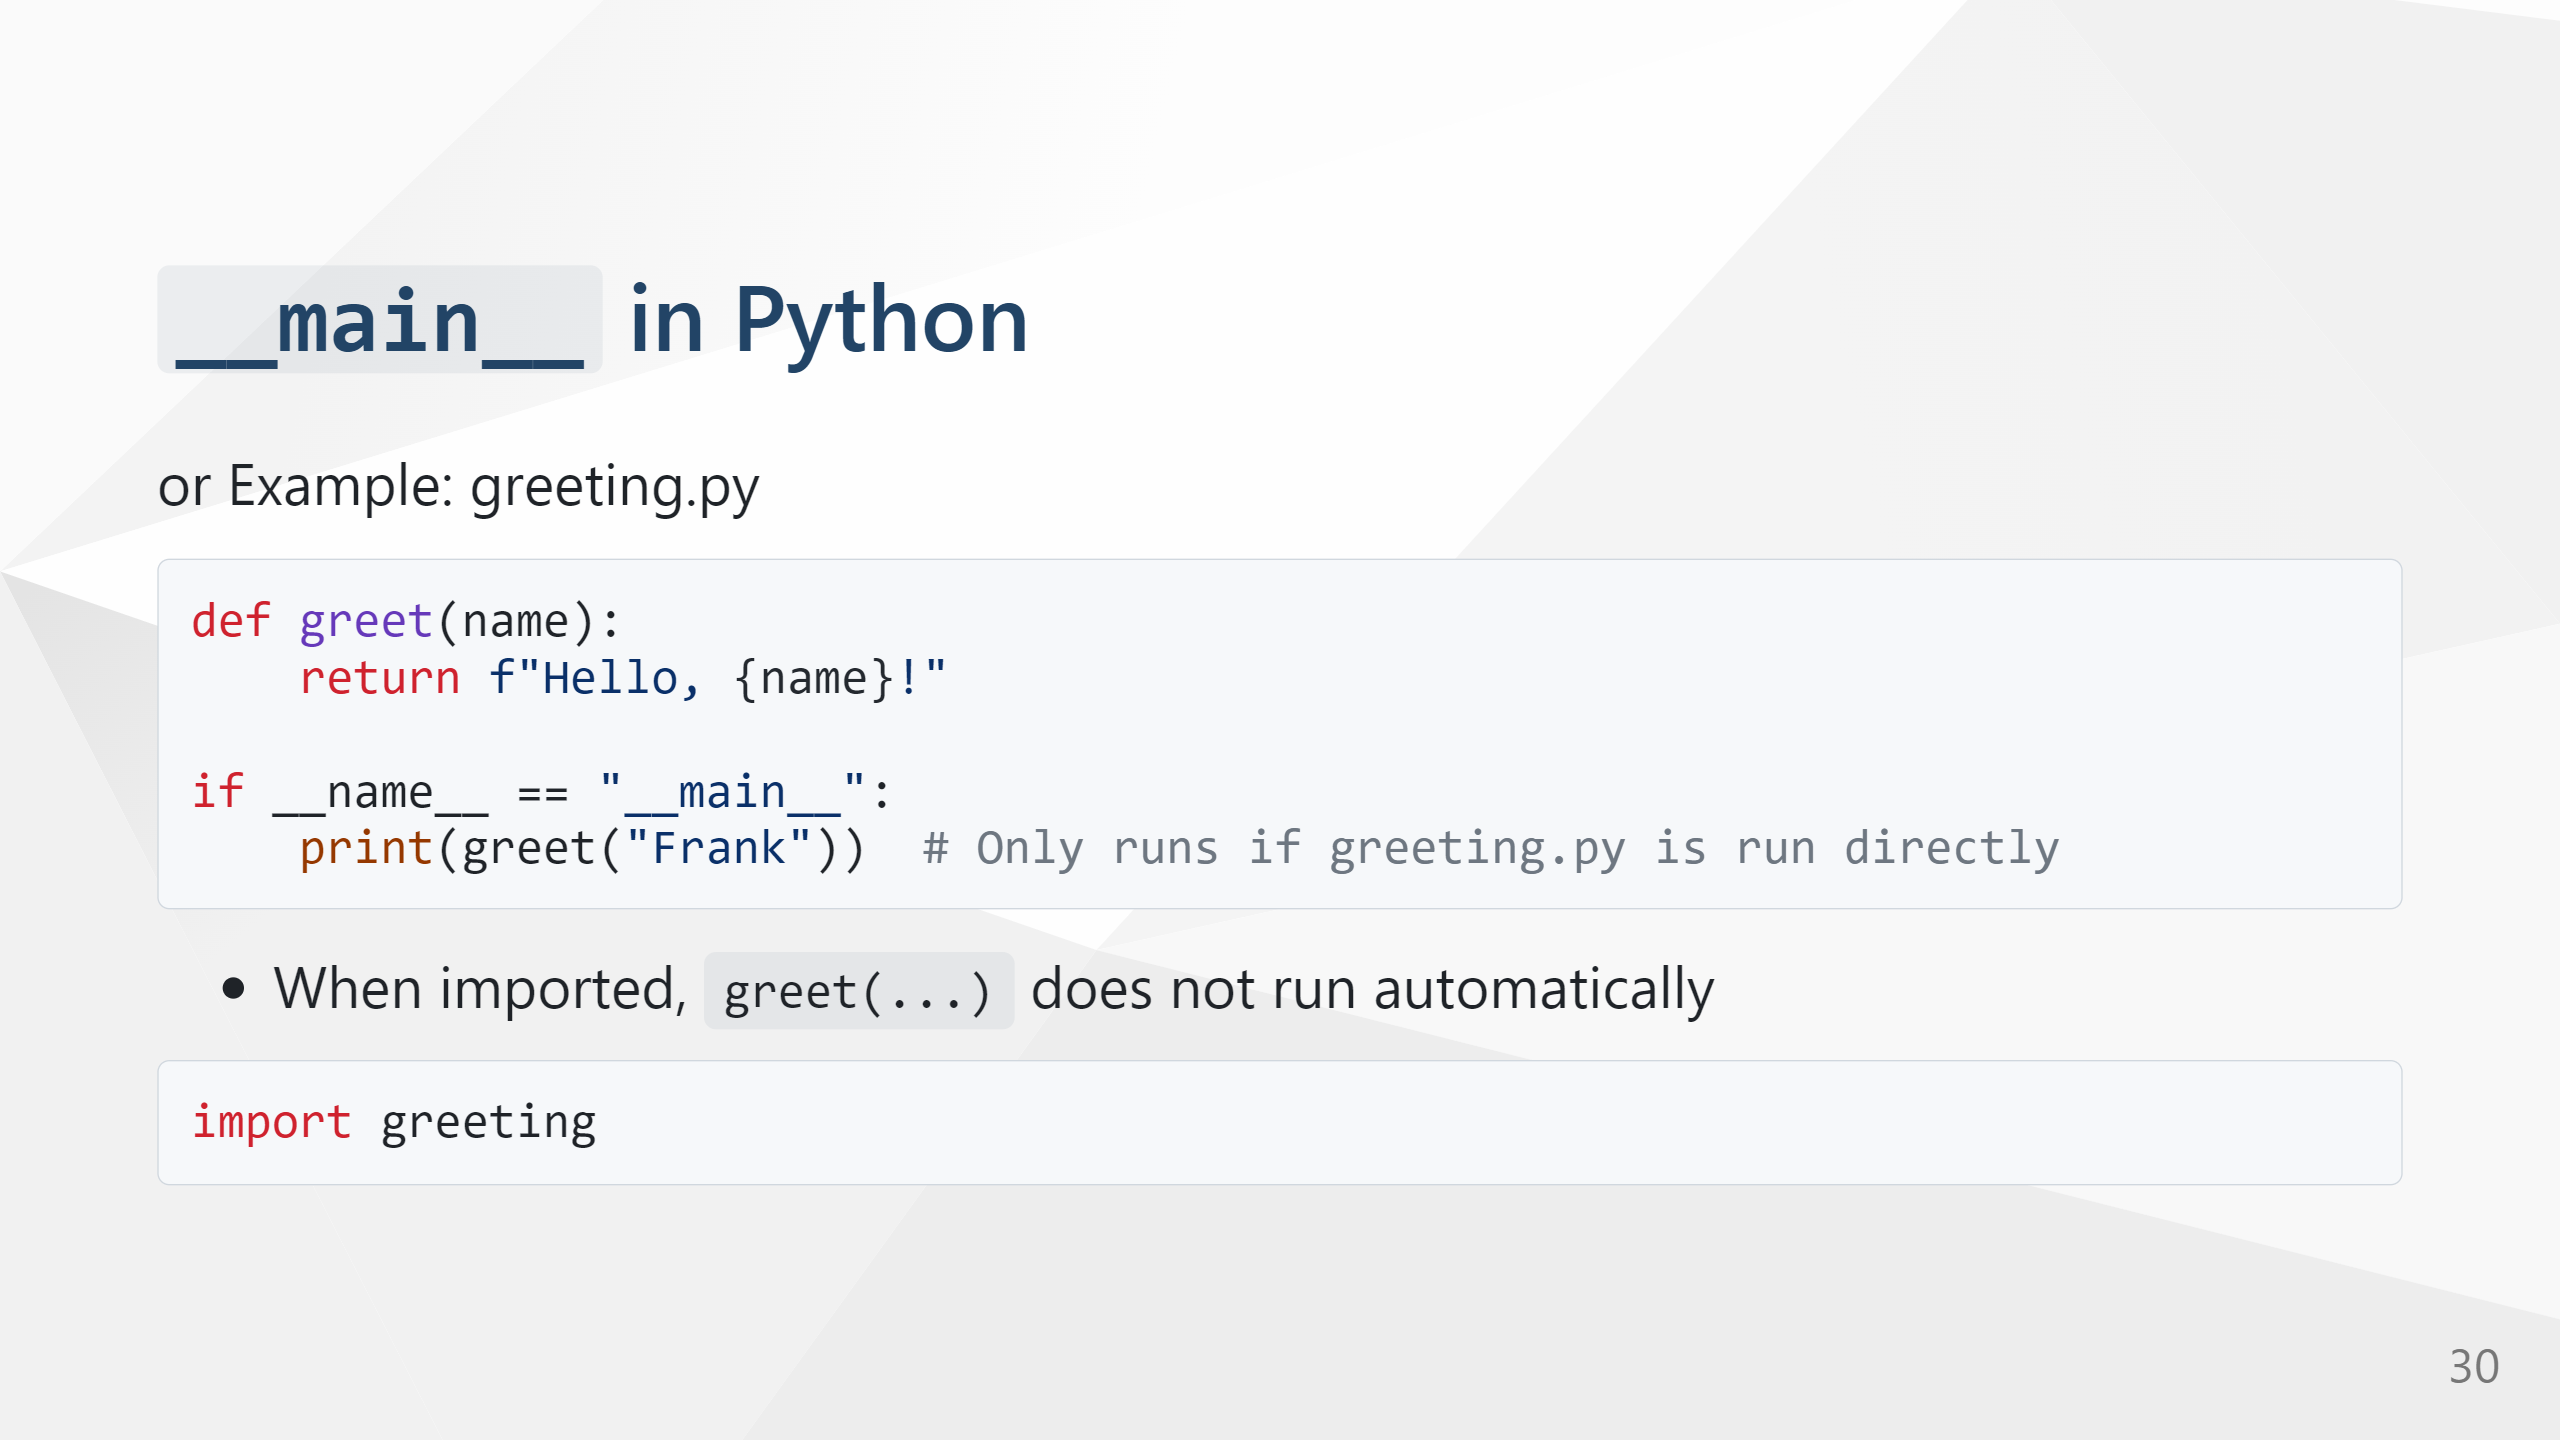 __main__ in Python
or Example: greeting.py
def greet(name):
    return f"Hello, {name}!"
if __name__ == "__main__":
    print(greet("Frank"))  # Only runs if greeting.py is run directly
• When imported, greet(...) does not run automatically
import greeting
30